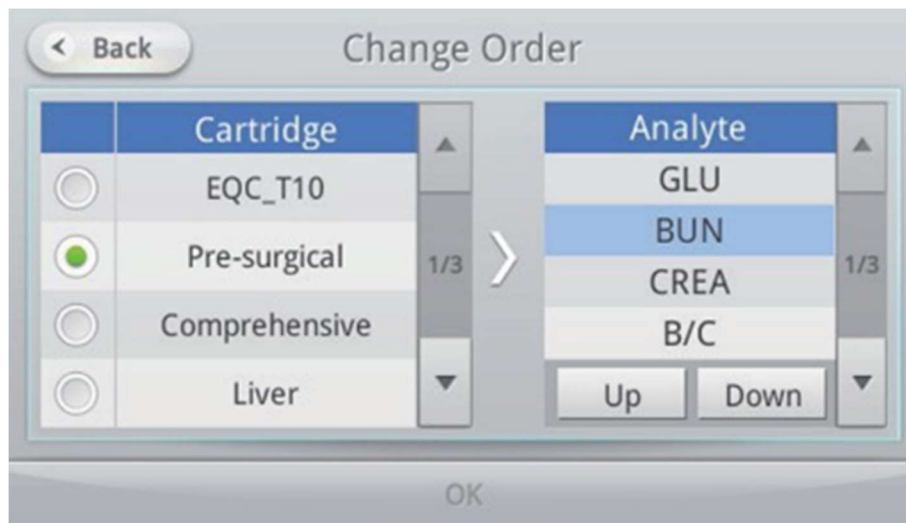 Back
Change Order
Cartridge
EQC_T10
Pre-surgical
Comprehensive
Liver
1/3
Analyte
GLU
BUN
CREA
B/C
Up Down
1/3
OK